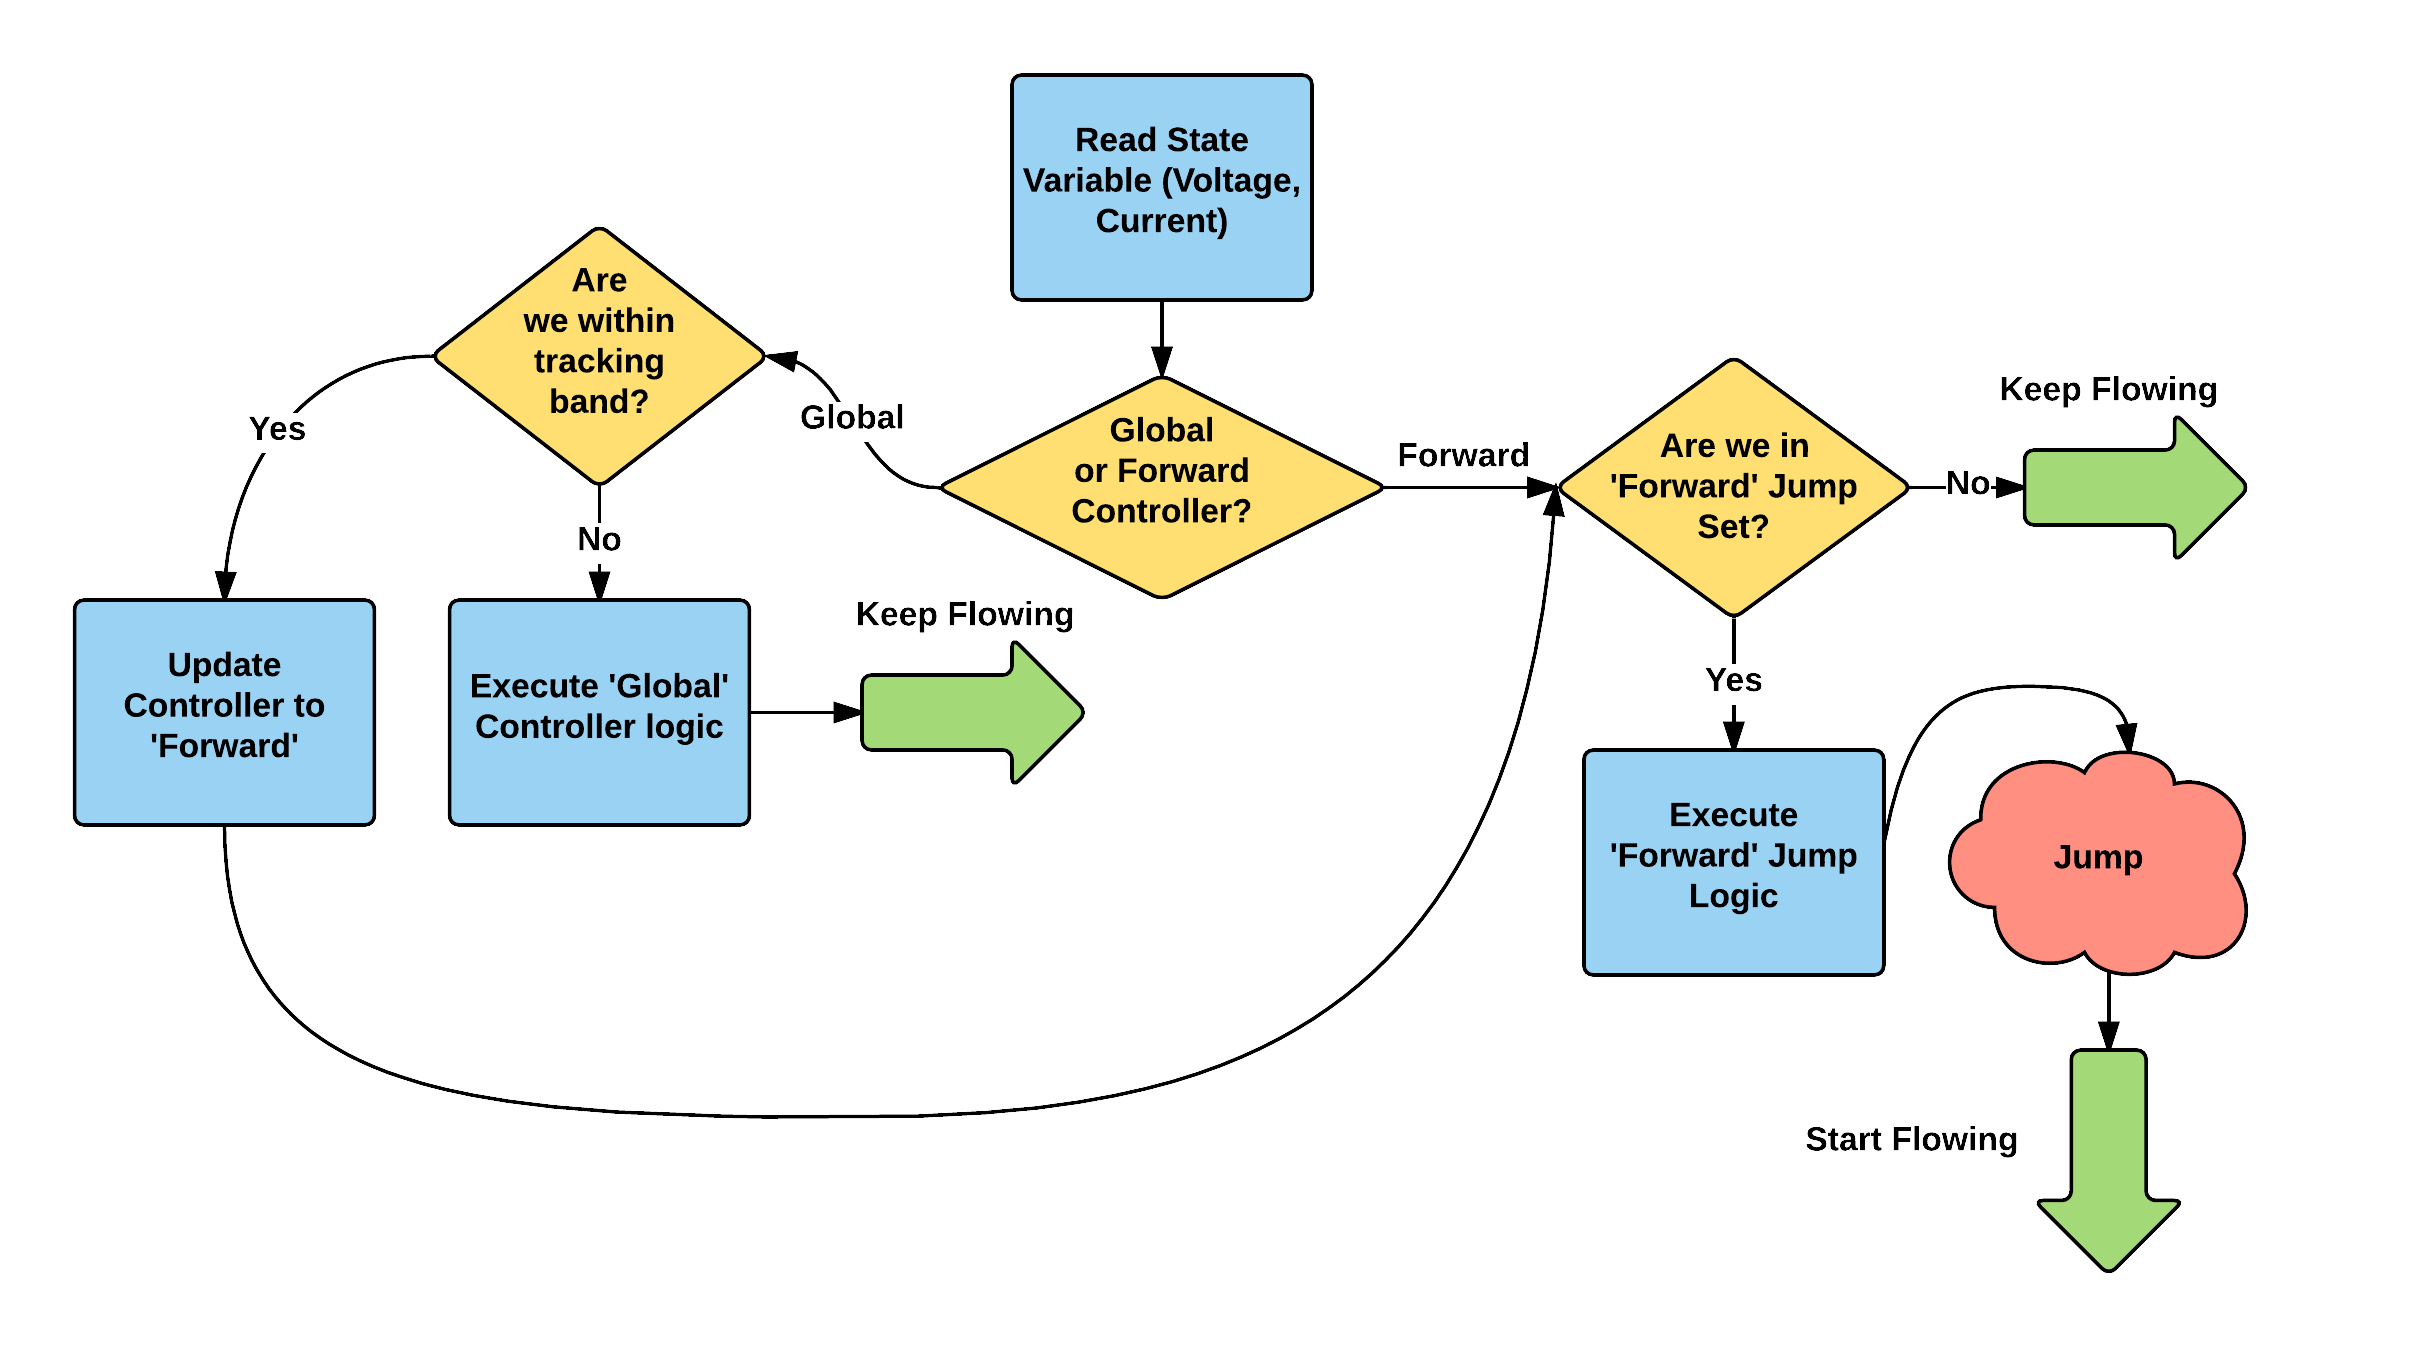 Read State
Variable (Voltage,
Current)
Are
we within
tracking
band?
Global
Global
or Forward
Controller?
Forward
Are we in
'Forward' Jump
Set?
No
Keep Flowing
Yes
No
Update
Controller to
'Forward'
Execute 'Global'
Controller logic
Keep Flowing
Yes
Execute
'Forward' Jump
Logic
Jump
Start Flowing